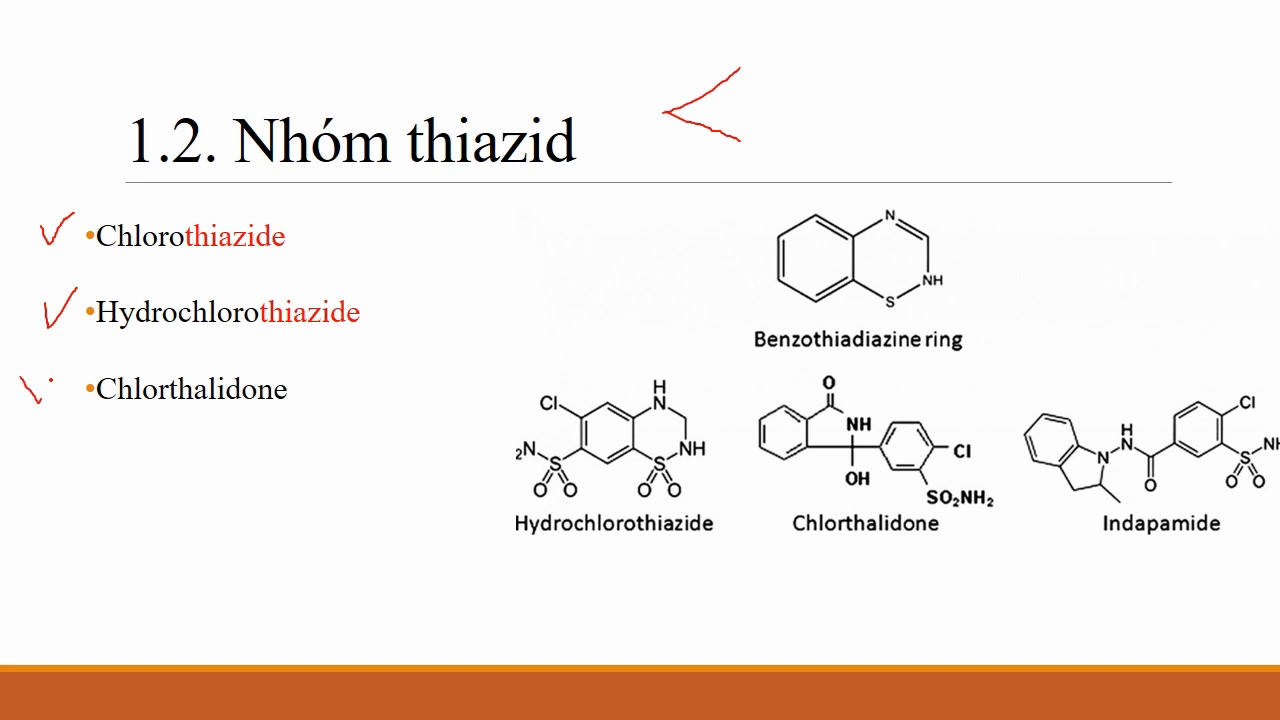 1.2. Nhóm thiazid
•Chlorothiazide
•Hydrochlorothiazide
•Chlorthalidone
N
NH
S
Benzothiadiazine ring
Cl
H
N
NH
S
O O
2N
S
O O
Hydrochlorothiazide
O
NH
OH
Cl
SO2NH2
Chlorthalidone
N
H
N
O
Cl
S
NH
O O
Indapamide